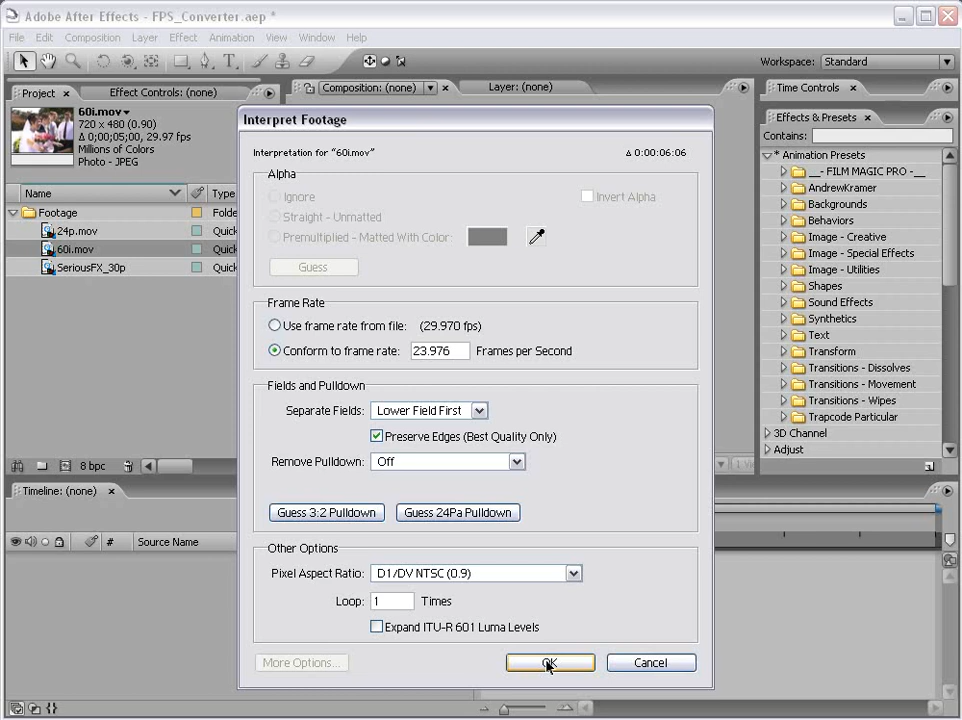 Adobe After Effects - FPS_Converter.aep *
File Edit Composition Layer Effect Animation View Window Help
Workspace: Standard
Project × Effect Controls: (none)
Composition: (none) × Layer: (none)
Time Controls ×
60i.mov
720 x 480 (0.90)
Δ 0;00;05;00, 29.97 fps
Millions of Colors
Photo - JPEG
Name Type
Footage Folde
24p.mov Quick
60i.mov Quick
SeriousFX_30p Quick
8 bpc
Interpret Footage
Interpretation for "60i.mov" Δ 0:00:06:06
Alpha
Ignore Invert Alpha
Straight - Unmatted
Premultiplied - Matted With Color:
Guess
Frame Rate
Use frame rate from file: (29.970 fps)
Conform to frame rate: 23.976 Frames per Second
Fields and Pulldown
Separate Fields: Lower Field First
Preserve Edges (Best Quality Only)
Remove Pulldown: Off
Guess 3:2 Pulldown Guess 24Pa Pulldown
Other Options
Pixel Aspect Ratio: D1/DV NTSC (0.9)
Loop: 1 Times
Expand ITU-R 601 Luma Levels
More Options... OK Cancel
Effects & Presets ×
Contains:
* Animation Presets
__- FILM MAGIC PRO -__
AndrewKramer
Backgrounds
Behaviors
Image - Creative
Image - Special Effects
Image - Utilities
Shapes
Sound Effects
Synthetics
Text
Transform
Transitions - Dissolves
Transitions - Movement
Transitions - Wipes
Trapcode Particular
3D Channel
Adjust
Timeline: (none) ×
# Source Name